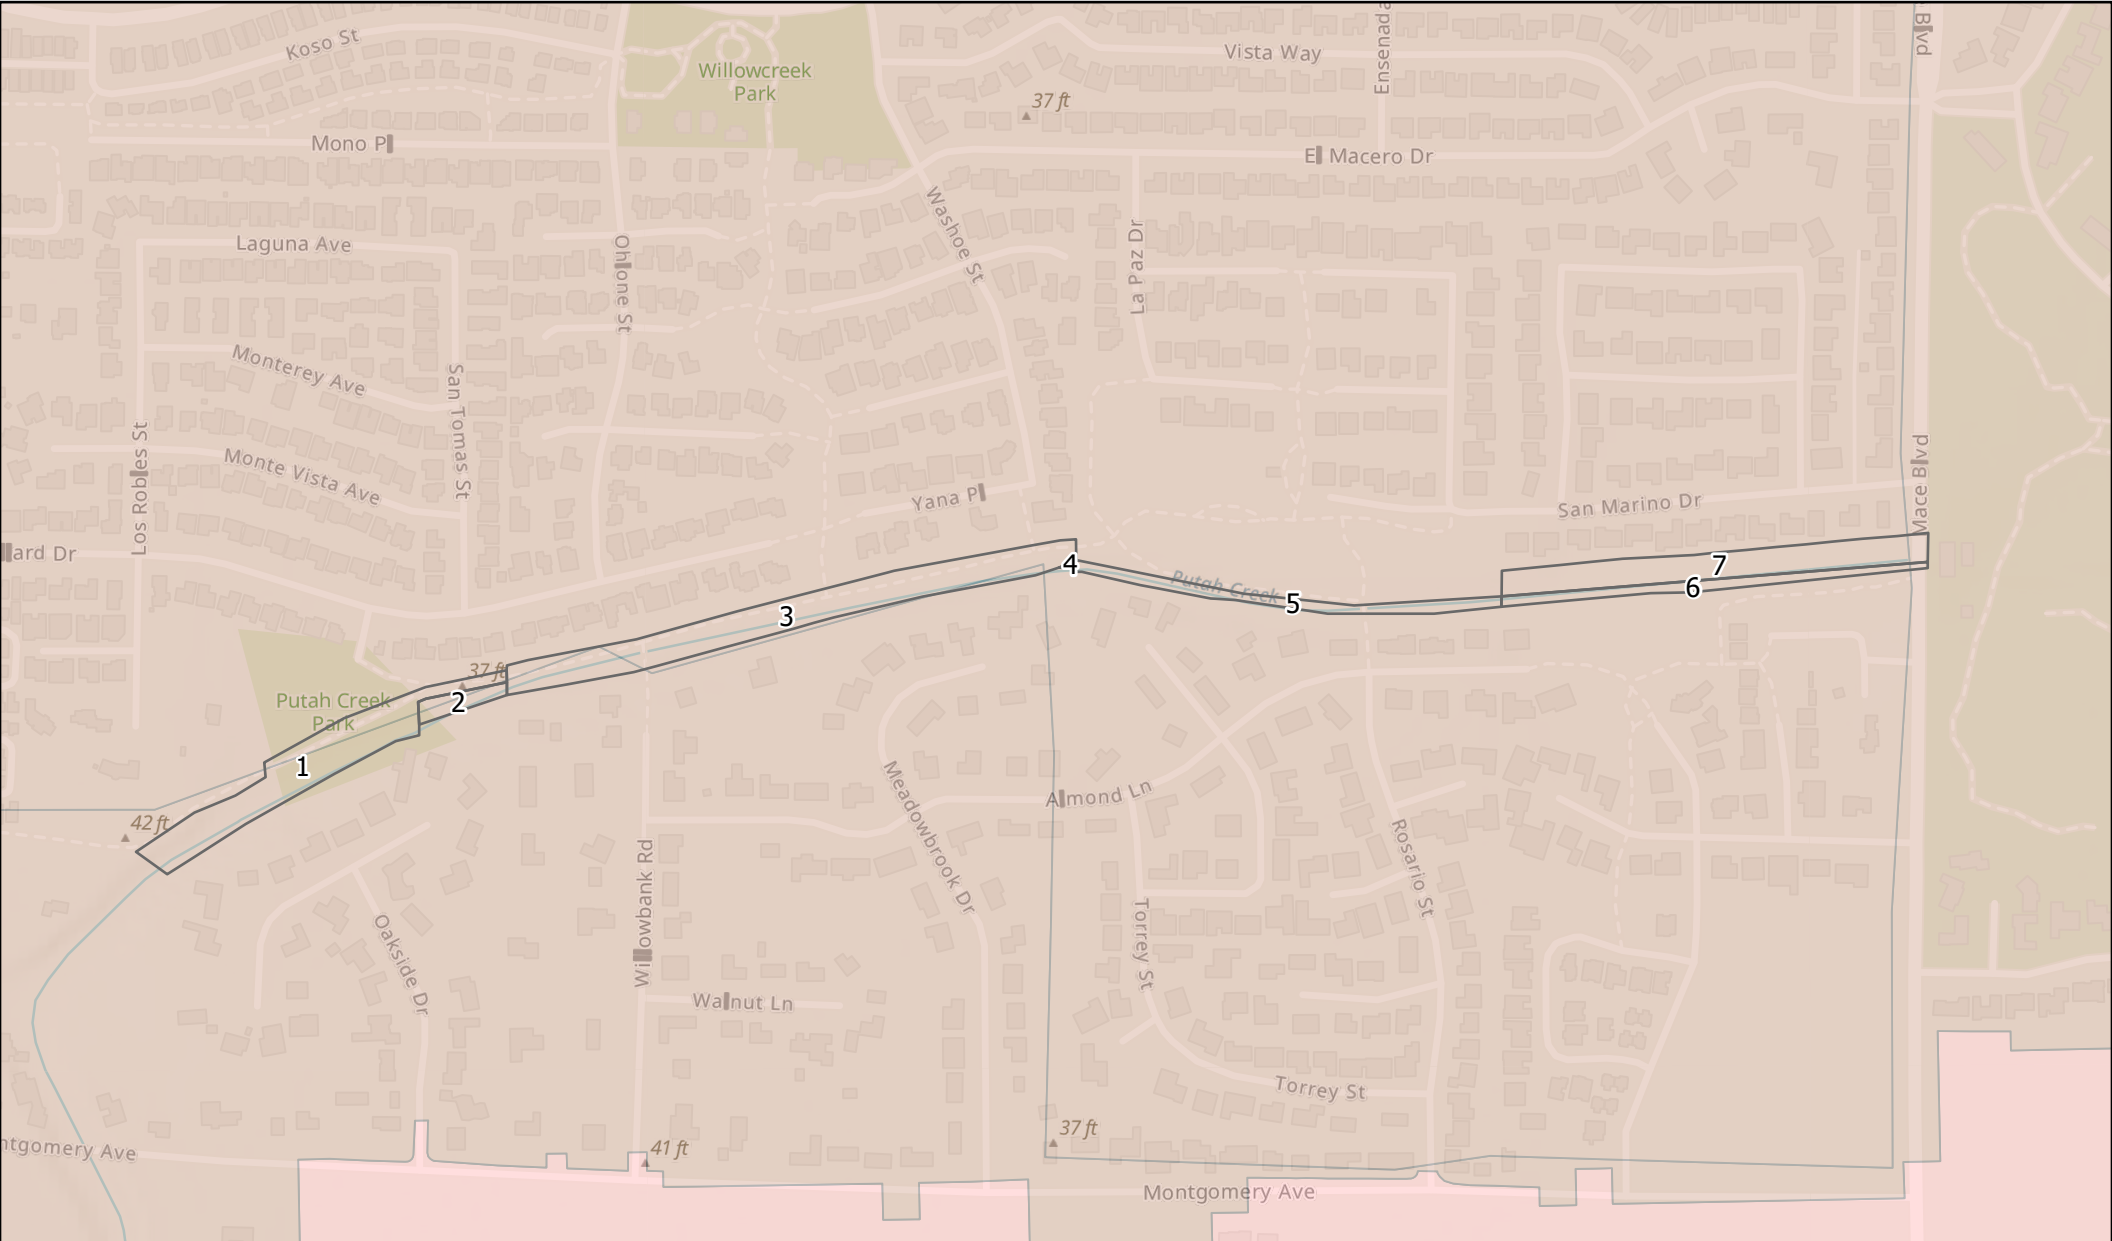 Koso St
Willowcreek
Park
Vista Way
Ensenada
Blvd
37 ft
Mono Pl
El Macero Dr
Washoe St
Laguna Ave
Ohlone St
La Paz Dr
Monterey Ave
San Tomas St
Los Robles St
Monte Vista Ave
Yana Pl
San Marino Dr
Mace Blvd
ard Dr
4
7
Putah Creek
6
5
3
37 ft
Putah Creek
Park
2
1
42 ft
Meadowbrook Dr
Almond Ln
Rosario St
Willowbank Rd
Oakside Dr
Torrey St
Walnut Ln
Torrey St
37 ft
ntgomery Ave
41 ft
Montgomery Ave